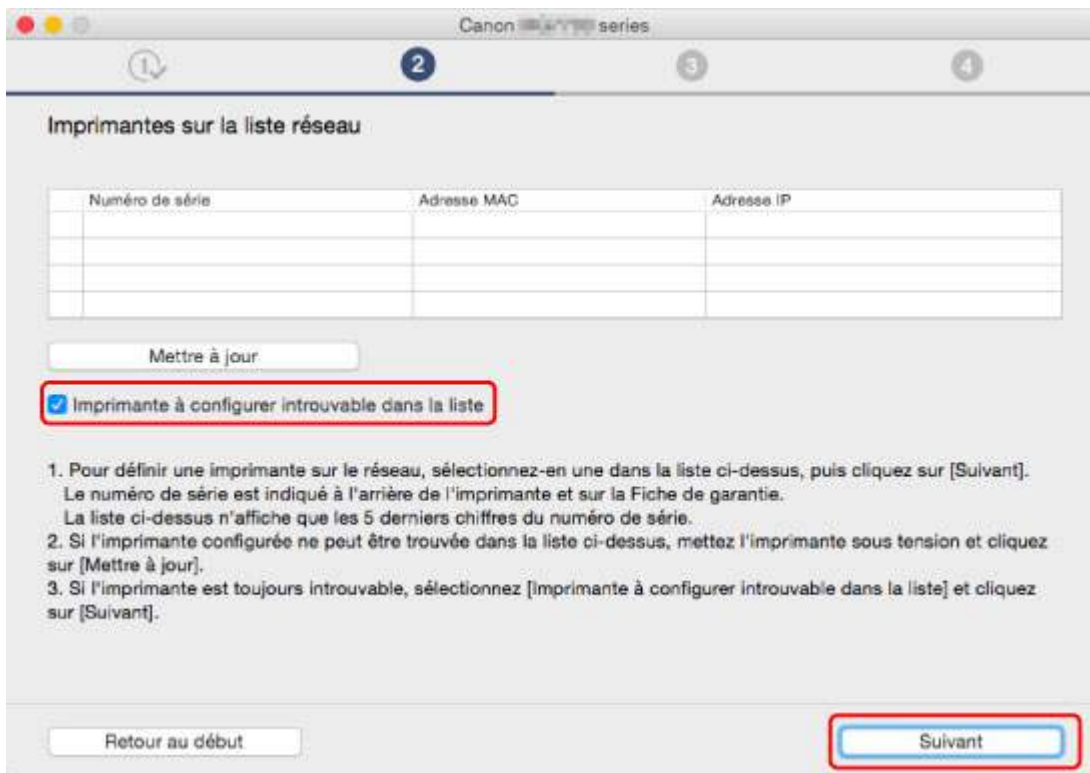 Canon series
1 2 3 4
Imprimantes sur la liste réseau
Numéro de série Adresse MAC Adresse IP
Mettre à jour
Imprimante à configurer introuvable dans la liste
1. Pour définir une imprimante sur le réseau, sélectionnez-en une dans la liste ci-dessus, puis cliquez sur [Suivant].
Le numéro de série est indiqué à l'arrière de l'imprimante et sur la Fiche de garantie.
La liste ci-dessus n'affiche que les 5 derniers chiffres du numéro de série.
2. Si l'imprimante configurée ne peut être trouvée dans la liste ci-dessus, mettez l'imprimante sous tension et cliquez
sur [Mettre à jour].
3. Si l'imprimante est toujours introuvable, sélectionnez [Imprimante à configurer introuvable dans la liste] et cliquez
sur [Suivant].
Retour au début Suivant